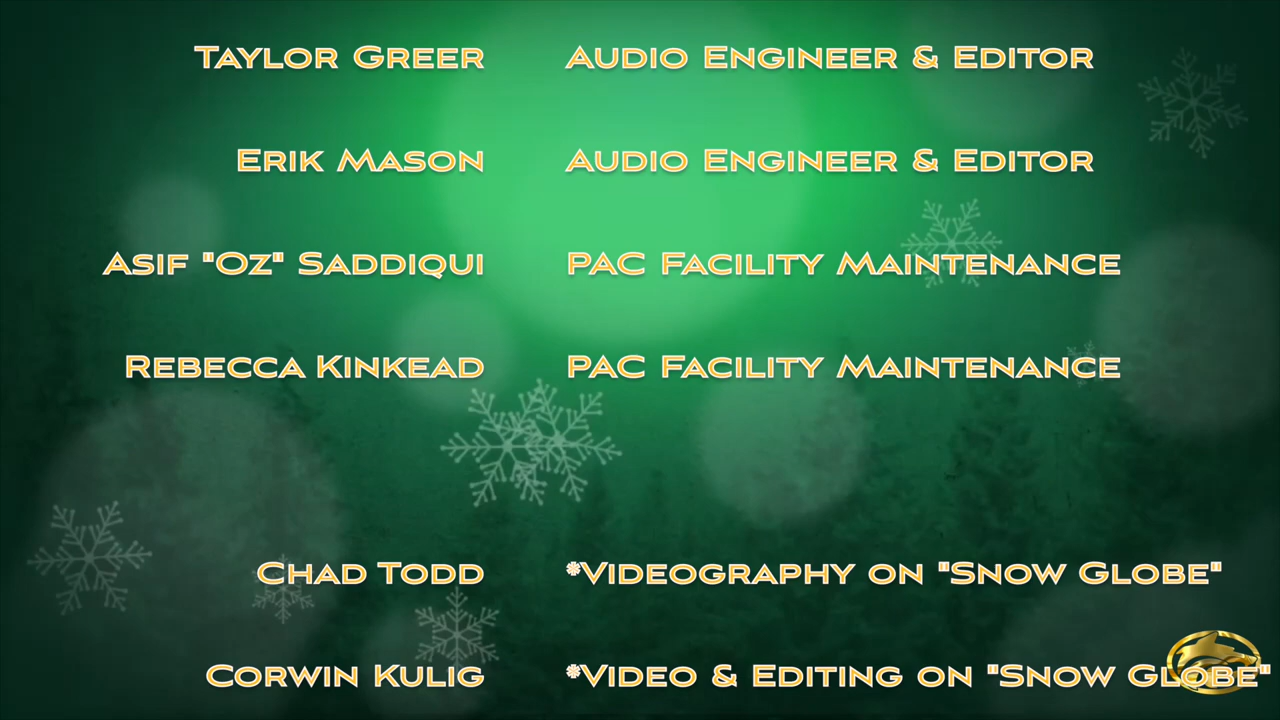 Taylor Greer Audio Engineer & Editor
Erik Mason Audio Engineer & Editor
Asif "Oz" Saddiqui PAC Facility Maintenance
Rebecca Kinkead PAC Facility Maintenance
Chad Todd *Videography on "Snow Globe"
Corwin Kulig *Video & Editing on "Snow Globe"